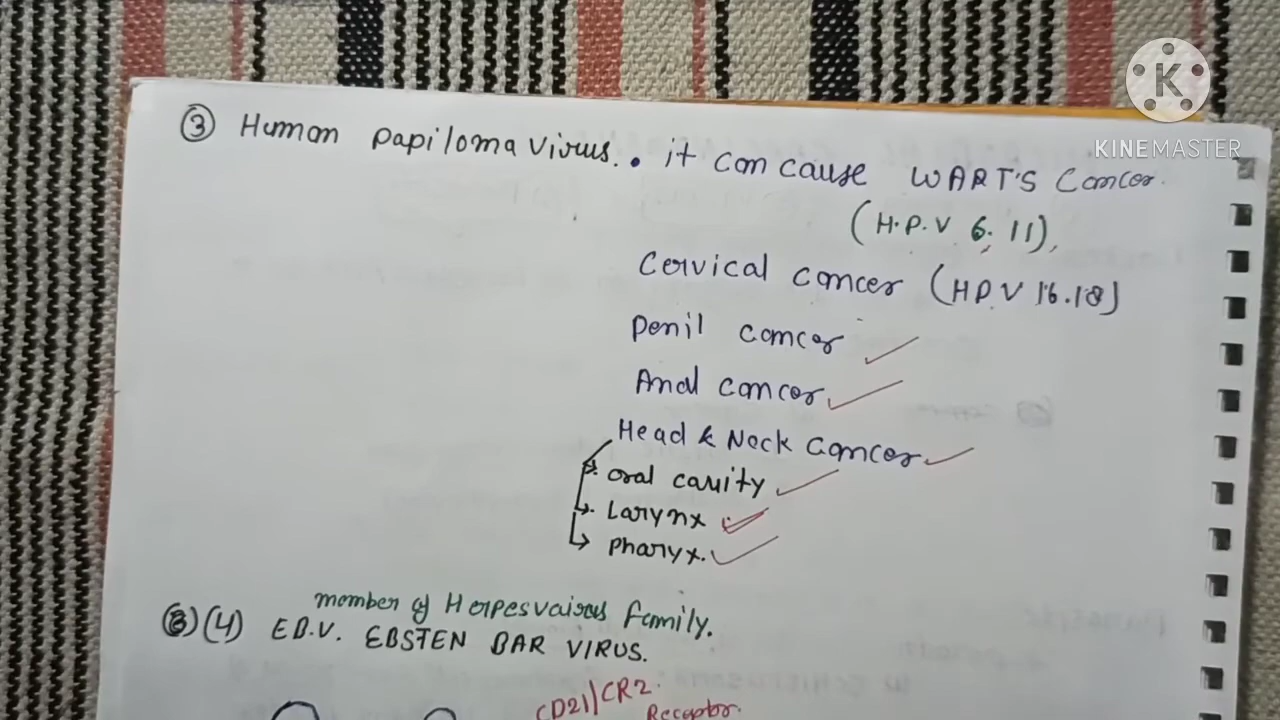 K
KINEMASTER
③ Human papiloma virus. • it can cause WART'S Cancer.
(H.P.V 6, 11),
Cervical cancer (HPV 16.18)
Penil cancer
Anal cancer
Head & Neck Cancer
oral cavity
Larynx
Pharyx.
member of Herpesvairus Family.
(4) E.B.V. EBSTEN BAR VIRUS.
CD21//CR2
Receptor.